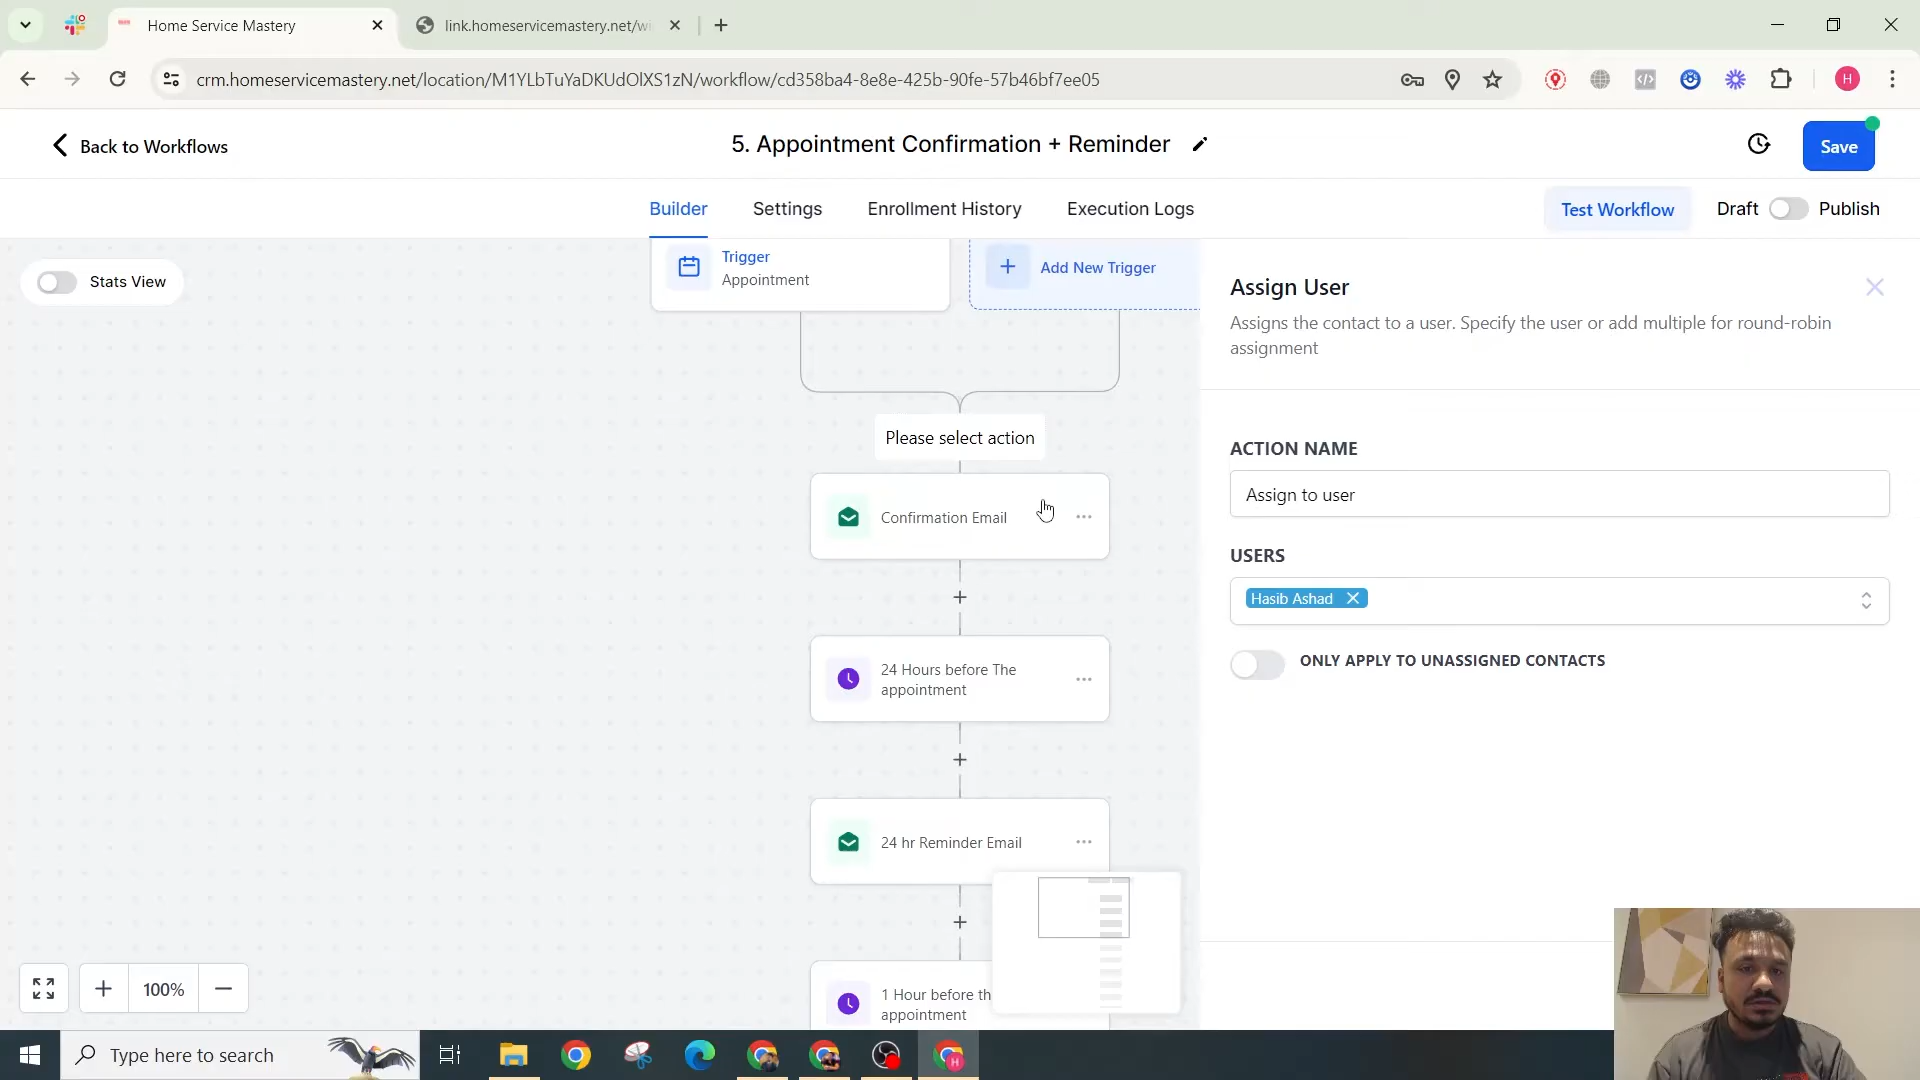 Home Service Mastery
link.homeservicemastery.net/wi
crm.homeservicemastery.net/location/M1YLbTuYaDKUdOlXS1zN/workflow/cd358ba4-8e8e-425b-90fe-57b46bf7ee05
H
Back to Workflows
5. Appointment Confirmation + Reminder
Save
Builder
Settings
Enrollment History
Execution Logs
Test Workflow
Draft
Publish
Stats View
Trigger
Appointment
Add New Trigger
Please select action
Confirmation Email
24 Hours before The
appointment
24 hr Reminder Email
1 Hour before th
appointment
Assign User
Assigns the contact to a user. Specify the user or add multiple for round-robin
assignment
ACTION NAME
Assign to user
USERS
Hasib Ashad
ONLY APPLY TO UNASSIGNED CONTACTS
100%
Type here to search
H